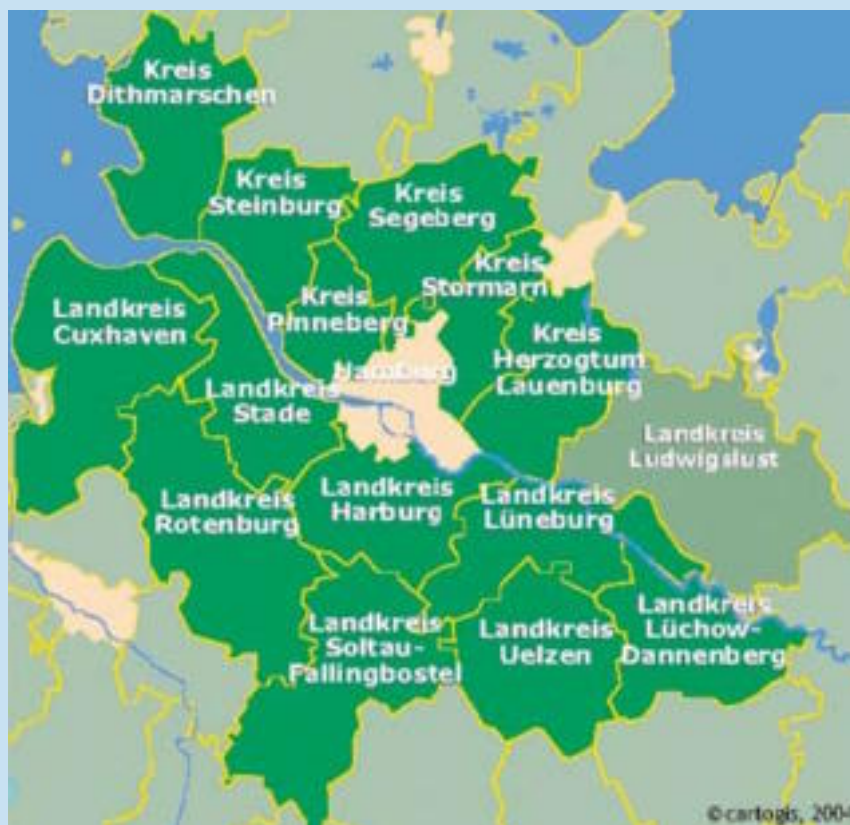 Kreis
Dithmarschen
Kreis
Steinburg
Kreis
Segeberg
Kreis
Stormarn
Landkreis
Cuxhaven
Kreis
Pinneberg
Kreis
Herzogtum
Lauenburg
Hamburg
Landkreis
Stade
Landkreis
Ludwigslust
Landkreis
Rotenburg
Landkreis
Harburg
Landkreis
Lüneburg
Landkreis
Soltau-
Fallingbostel
Landkreis
Uelzen
Landkreis
Lüchow-
Dannenberg
©cartogis, 2004